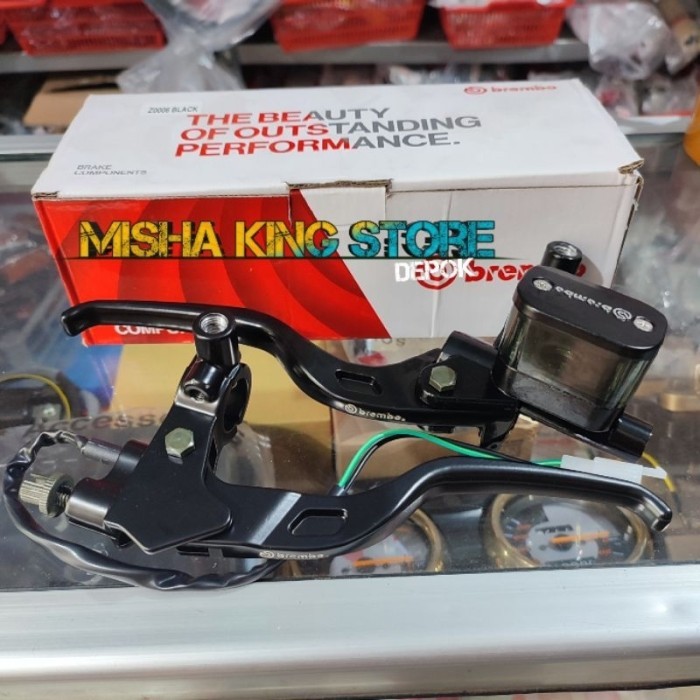 Z0006 BLACK
brembo
THE BEAUTY
OF OUTSTANDING
PERFORMANCE.
BRAKE
COMPONENTS
MISHA KING STORE
DEPOK
brembo
brembo
brembo
brembo